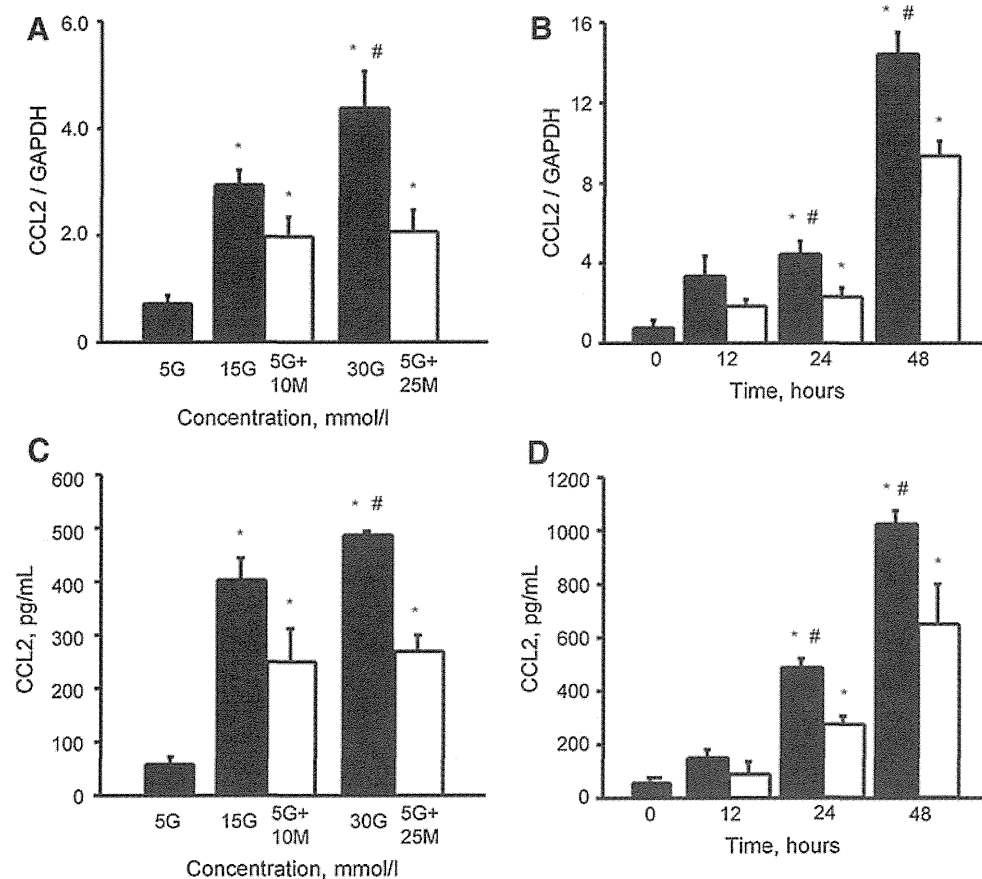 A
CCL2 / GAPDH
6.0
4.0
2.0
0
* 
* 
* #
* 
5G
15G
5G+
10M
30G
5G+
25M
Concentration, mmol/l
B
CCL2 / GAPDH
16
12
8
4
0
* #
* 
* #
* 
0
12
24
48
Time, hours
C
CCL2, pg/mL
600
500
400
300
200
100
0
* 
* 
* #
* 
5G
15G
5G+
10M
30G
5G+
25M
Concentration, mmol/l
D
CCL2, pg/mL
1200
1000
800
600
400
200
0
* #
* 
* #
* 
0
12
24
48
Time, hours